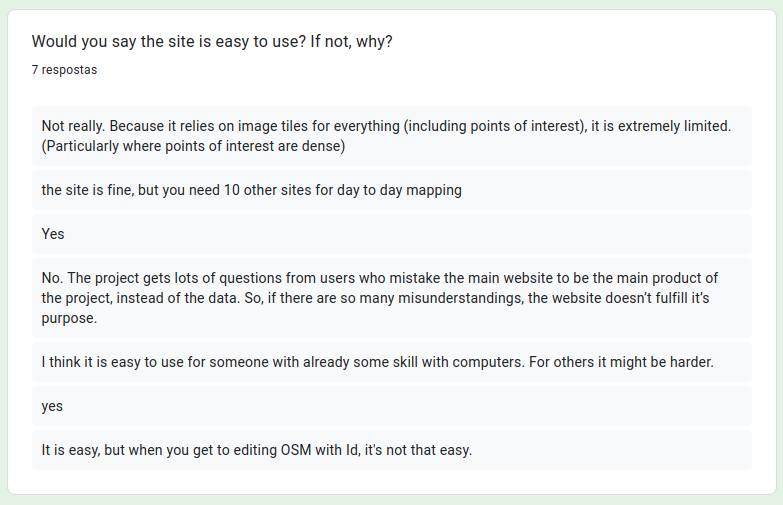 Would you say the site is easy to use? If not, why?
7 respostas
Not really. Because it relies on image tiles for everything (including points of interest), it is extremely limited.
(Particularly where points of interest are dense)
the site is fine, but you need 10 other sites for day to day mapping
Yes
No. The project gets lots of questions from users who mistake the main website to be the main product of
the project, instead of the data. So, if there are so many misunderstandings, the website doesn’t fulfill it’s
purpose.
I think it is easy to use for someone with already some skill with computers. For others it might be harder.
yes
It is easy, but when you get to editing OSM with Id, it's not that easy.